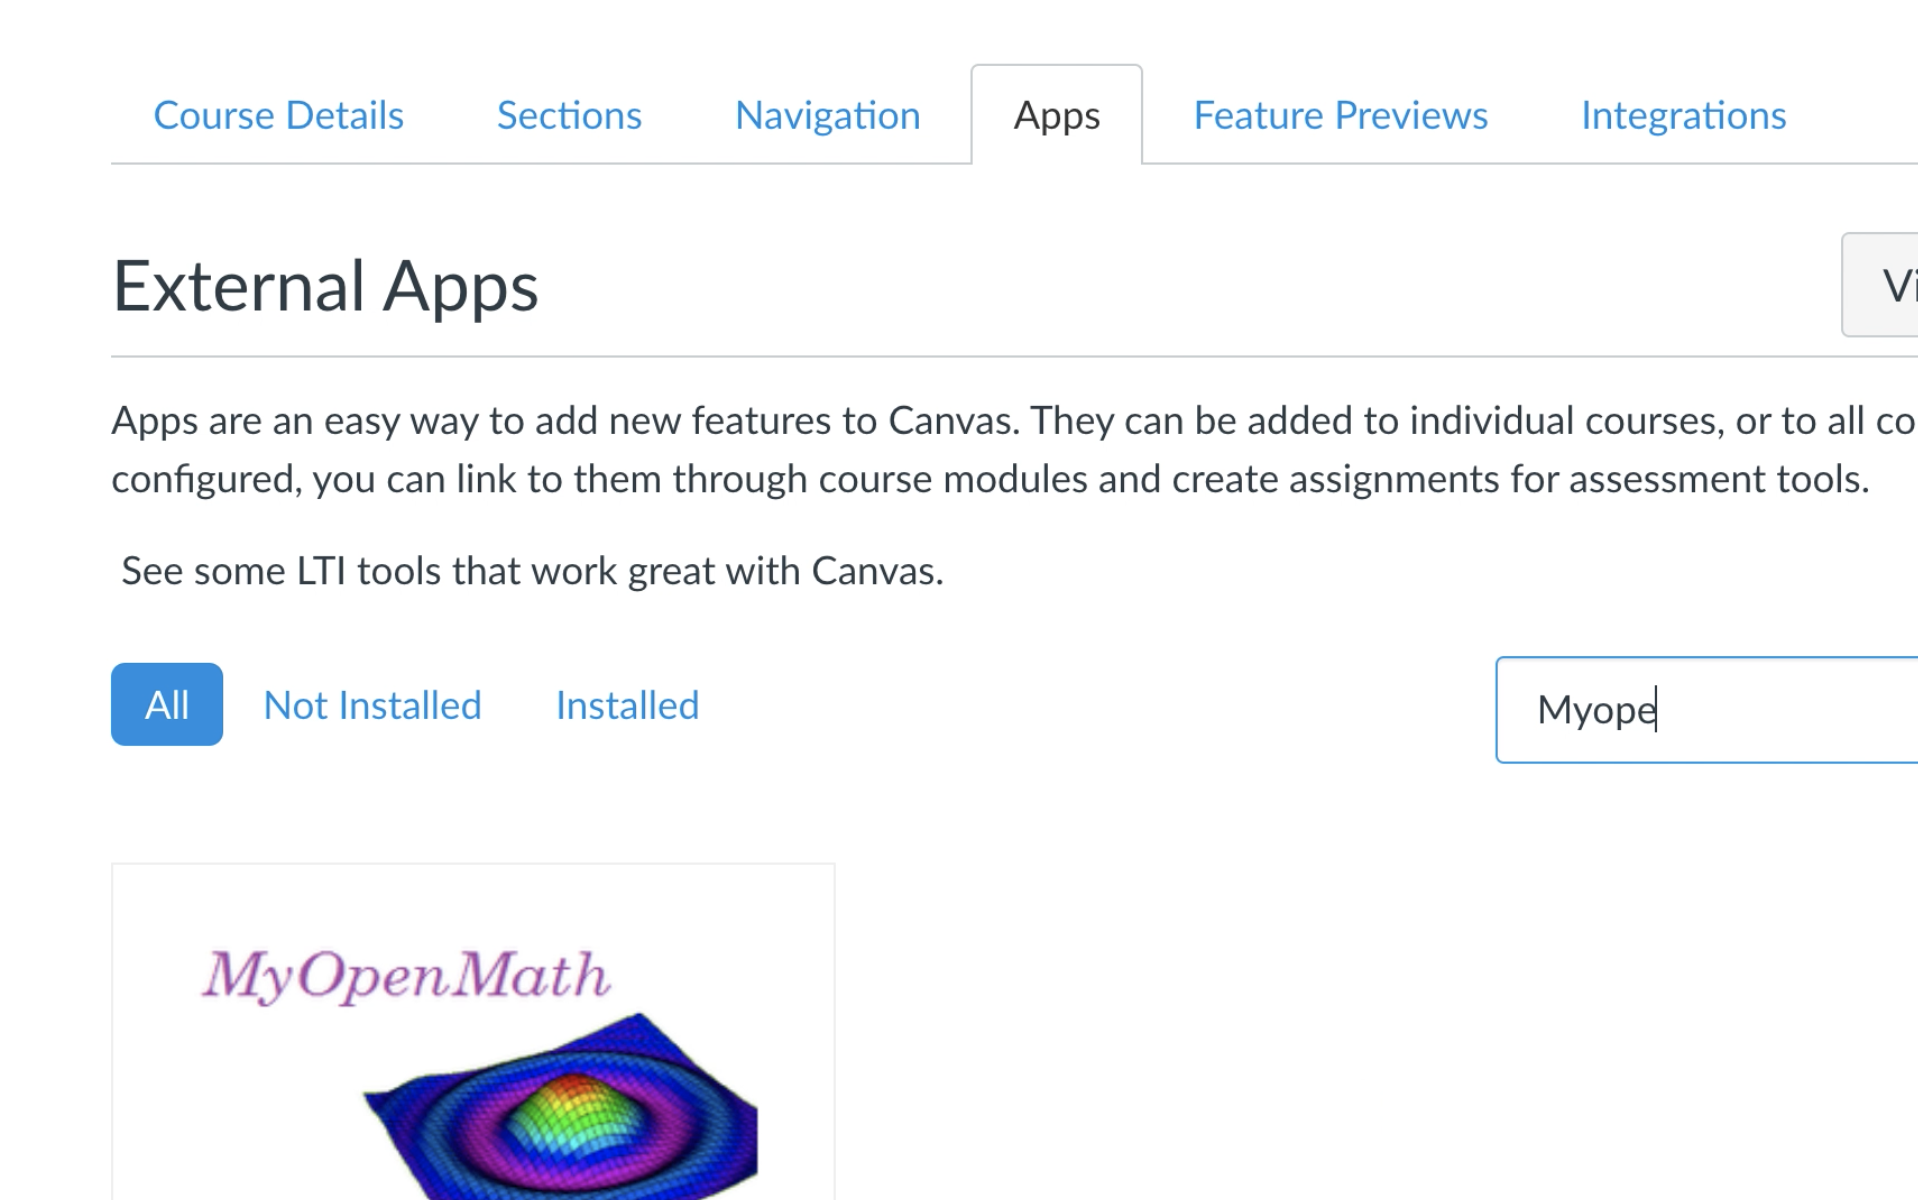 Course Details Sections Navigation Apps Feature Previews Integrations
External Apps
Vi
Apps are an easy way to add new features to Canvas. They can be added to individual courses, or to all co
configured, you can link to them through course modules and create assignments for assessment tools.
See some LTI tools that work great with Canvas.
All Not Installed Installed
Myope
MyOpenMath